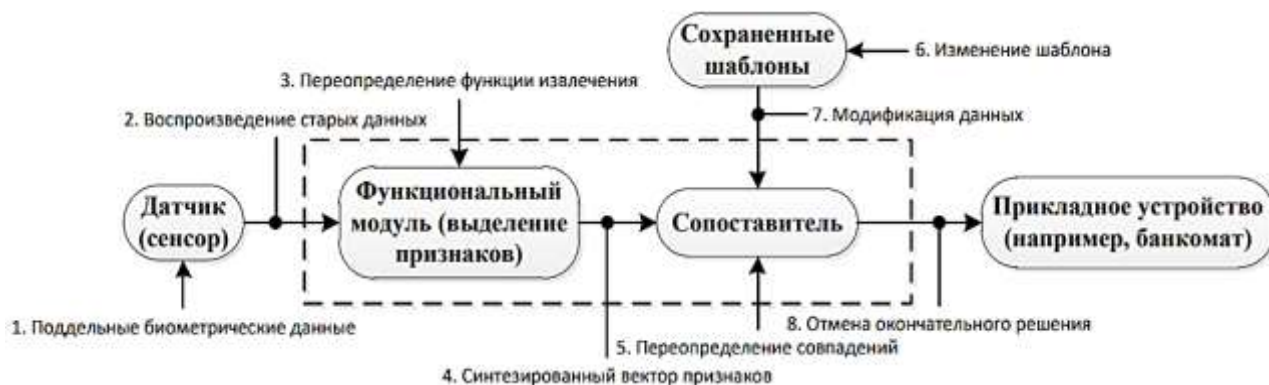 Сохраненные
шаблоны
6. Изменение шаблона
3. Переопределение функции извлечения
2. Воспроизведение старых данных
7. Модификация данных
Датчик
(сенсор)
Функциональный
модуль (выделение
признаков)
Сопоставитель
Прикладное устройство
(например, банкомат)
1. Поддельные биометрические данные
8. Отмена окончательного решения
5. Переопределение совпадений
4. Синтезированный вектор признаков